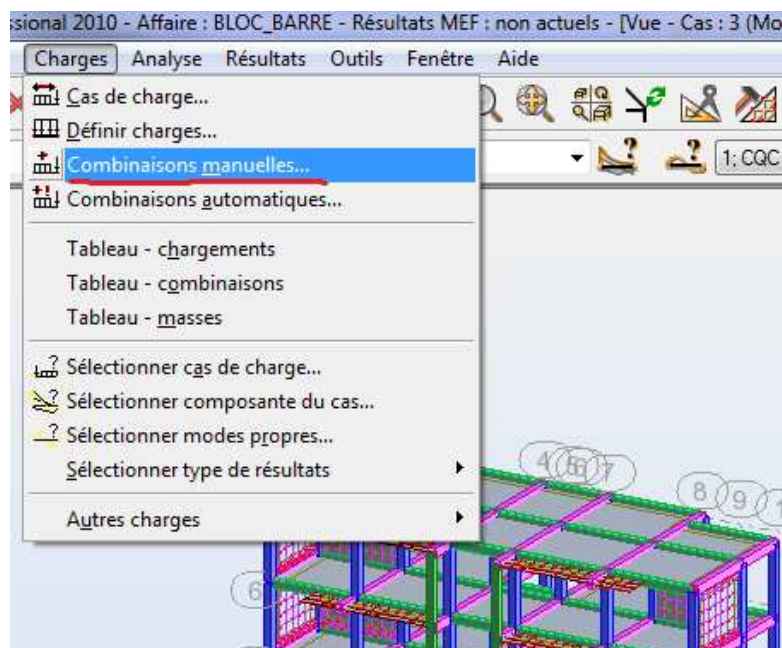 ssional 2010 - Affaire : BLOC_BARRE - Résultats MEF : non actuels - [Vue - Cas : 3 (Mo
Charges Analyse Résultats Outils Fenêtre Aide
Cas de charge...
Définir charges...
Combinaisons manuelles...
1; CQC
Combinaisons automatiques...
Tableau - chargements
Tableau - combinaisons
Tableau - masses
Sélectionner cas de charge...
Sélectionner composante du cas...
Sélectionner modes propres...
Sélectionner type de résultats
Autres charges
4 5 6 7
8 9 1
6